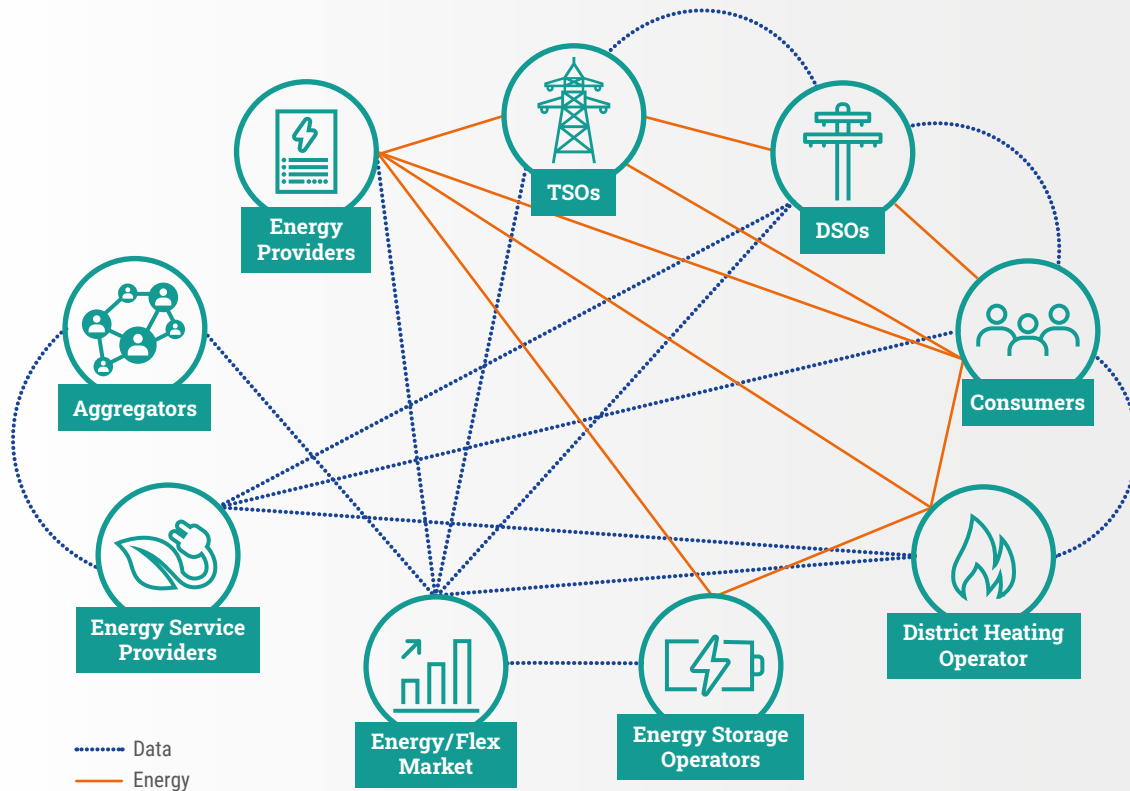 TSOs
DSOs
Energy
Providers
Aggregators
Consumers
Energy Service
Providers
District Heating
Operator
Energy/Flex
Market
Energy Storage
Operators
Data
Energy